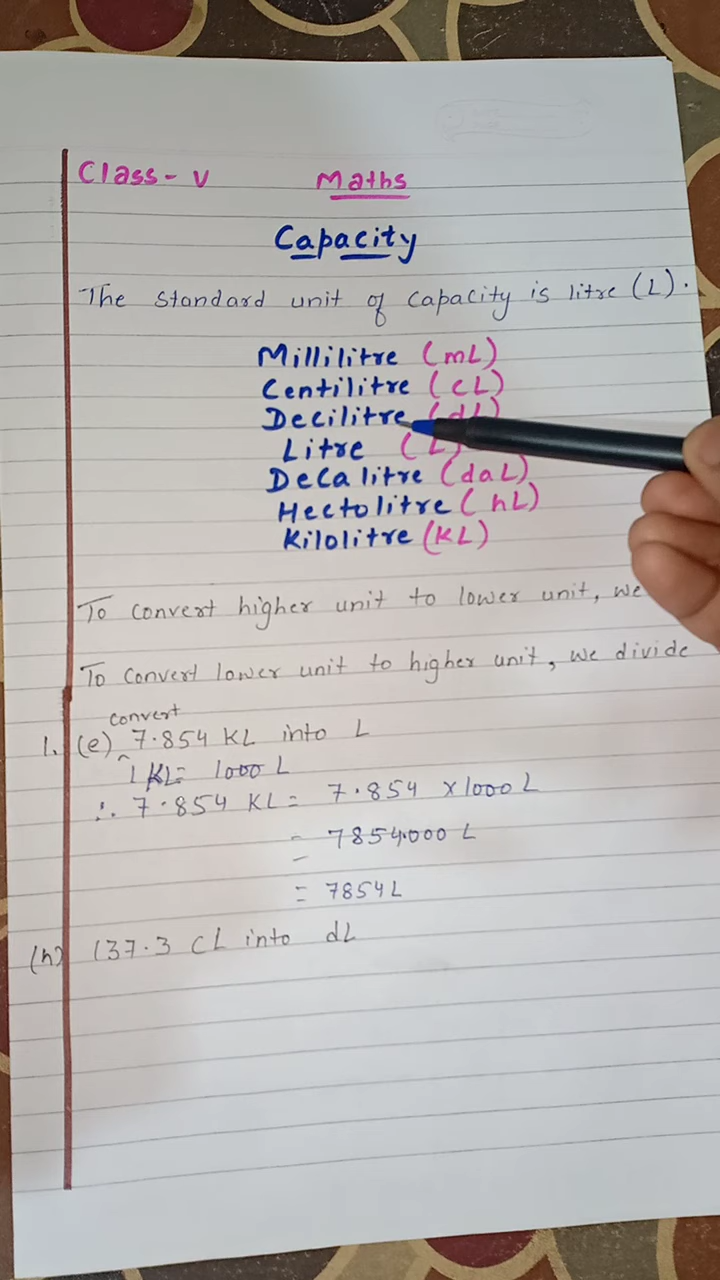 Class - V Maths
Capacity
The standard unit of capacity is litre (L).
Millilitre (mL)
Centilitre (cL)
Decilitre (dL)
Litre (L)
Decalitre (daL)
Hectolitre (hL)
Kilolitre (KL)
To convert higher unit to lower unit, we
To convert lower unit to higher unit, we divide
convert
1. (e) 7.854 KL into L
1 KL = 1000 L
∴ 7.854 KL = 7.854 x 1000 L
= 7854.000 L
= 7854 L
(h) 137.3 CL into dL